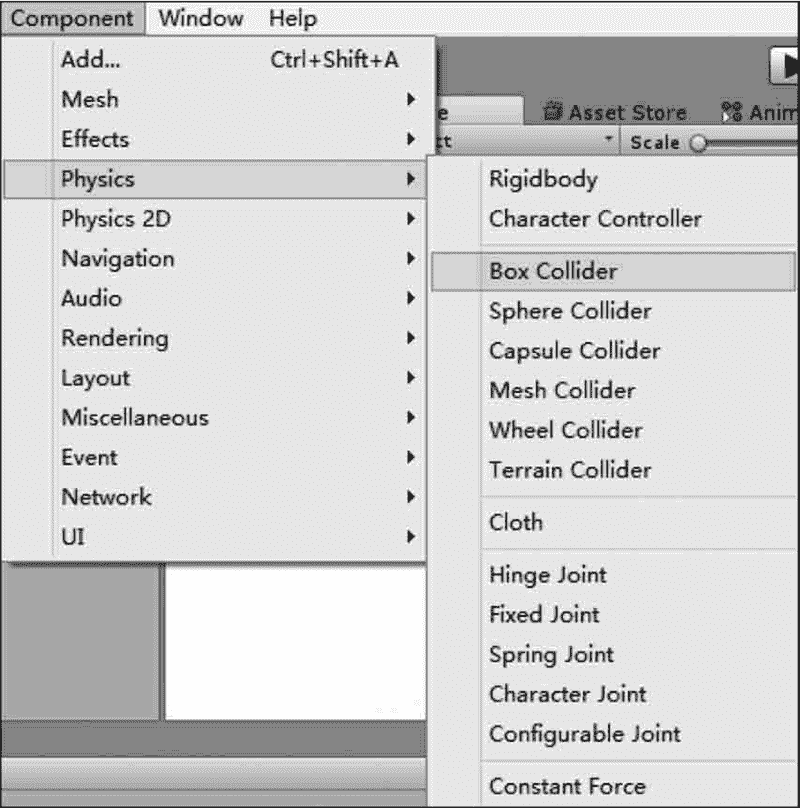 Component Window Help
Add... Ctrl+Shift+A
Mesh
Effects
Physics
Physics 2D
Navigation
Audio
Rendering
Layout
Miscellaneous
Event
Network
UI
e Asset Store Anim
ct Scale
Rigidbody
Character Controller
Box Collider
Sphere Collider
Capsule Collider
Mesh Collider
Wheel Collider
Terrain Collider
Cloth
Hinge Joint
Fixed Joint
Spring Joint
Character Joint
Configurable Joint
Constant Force